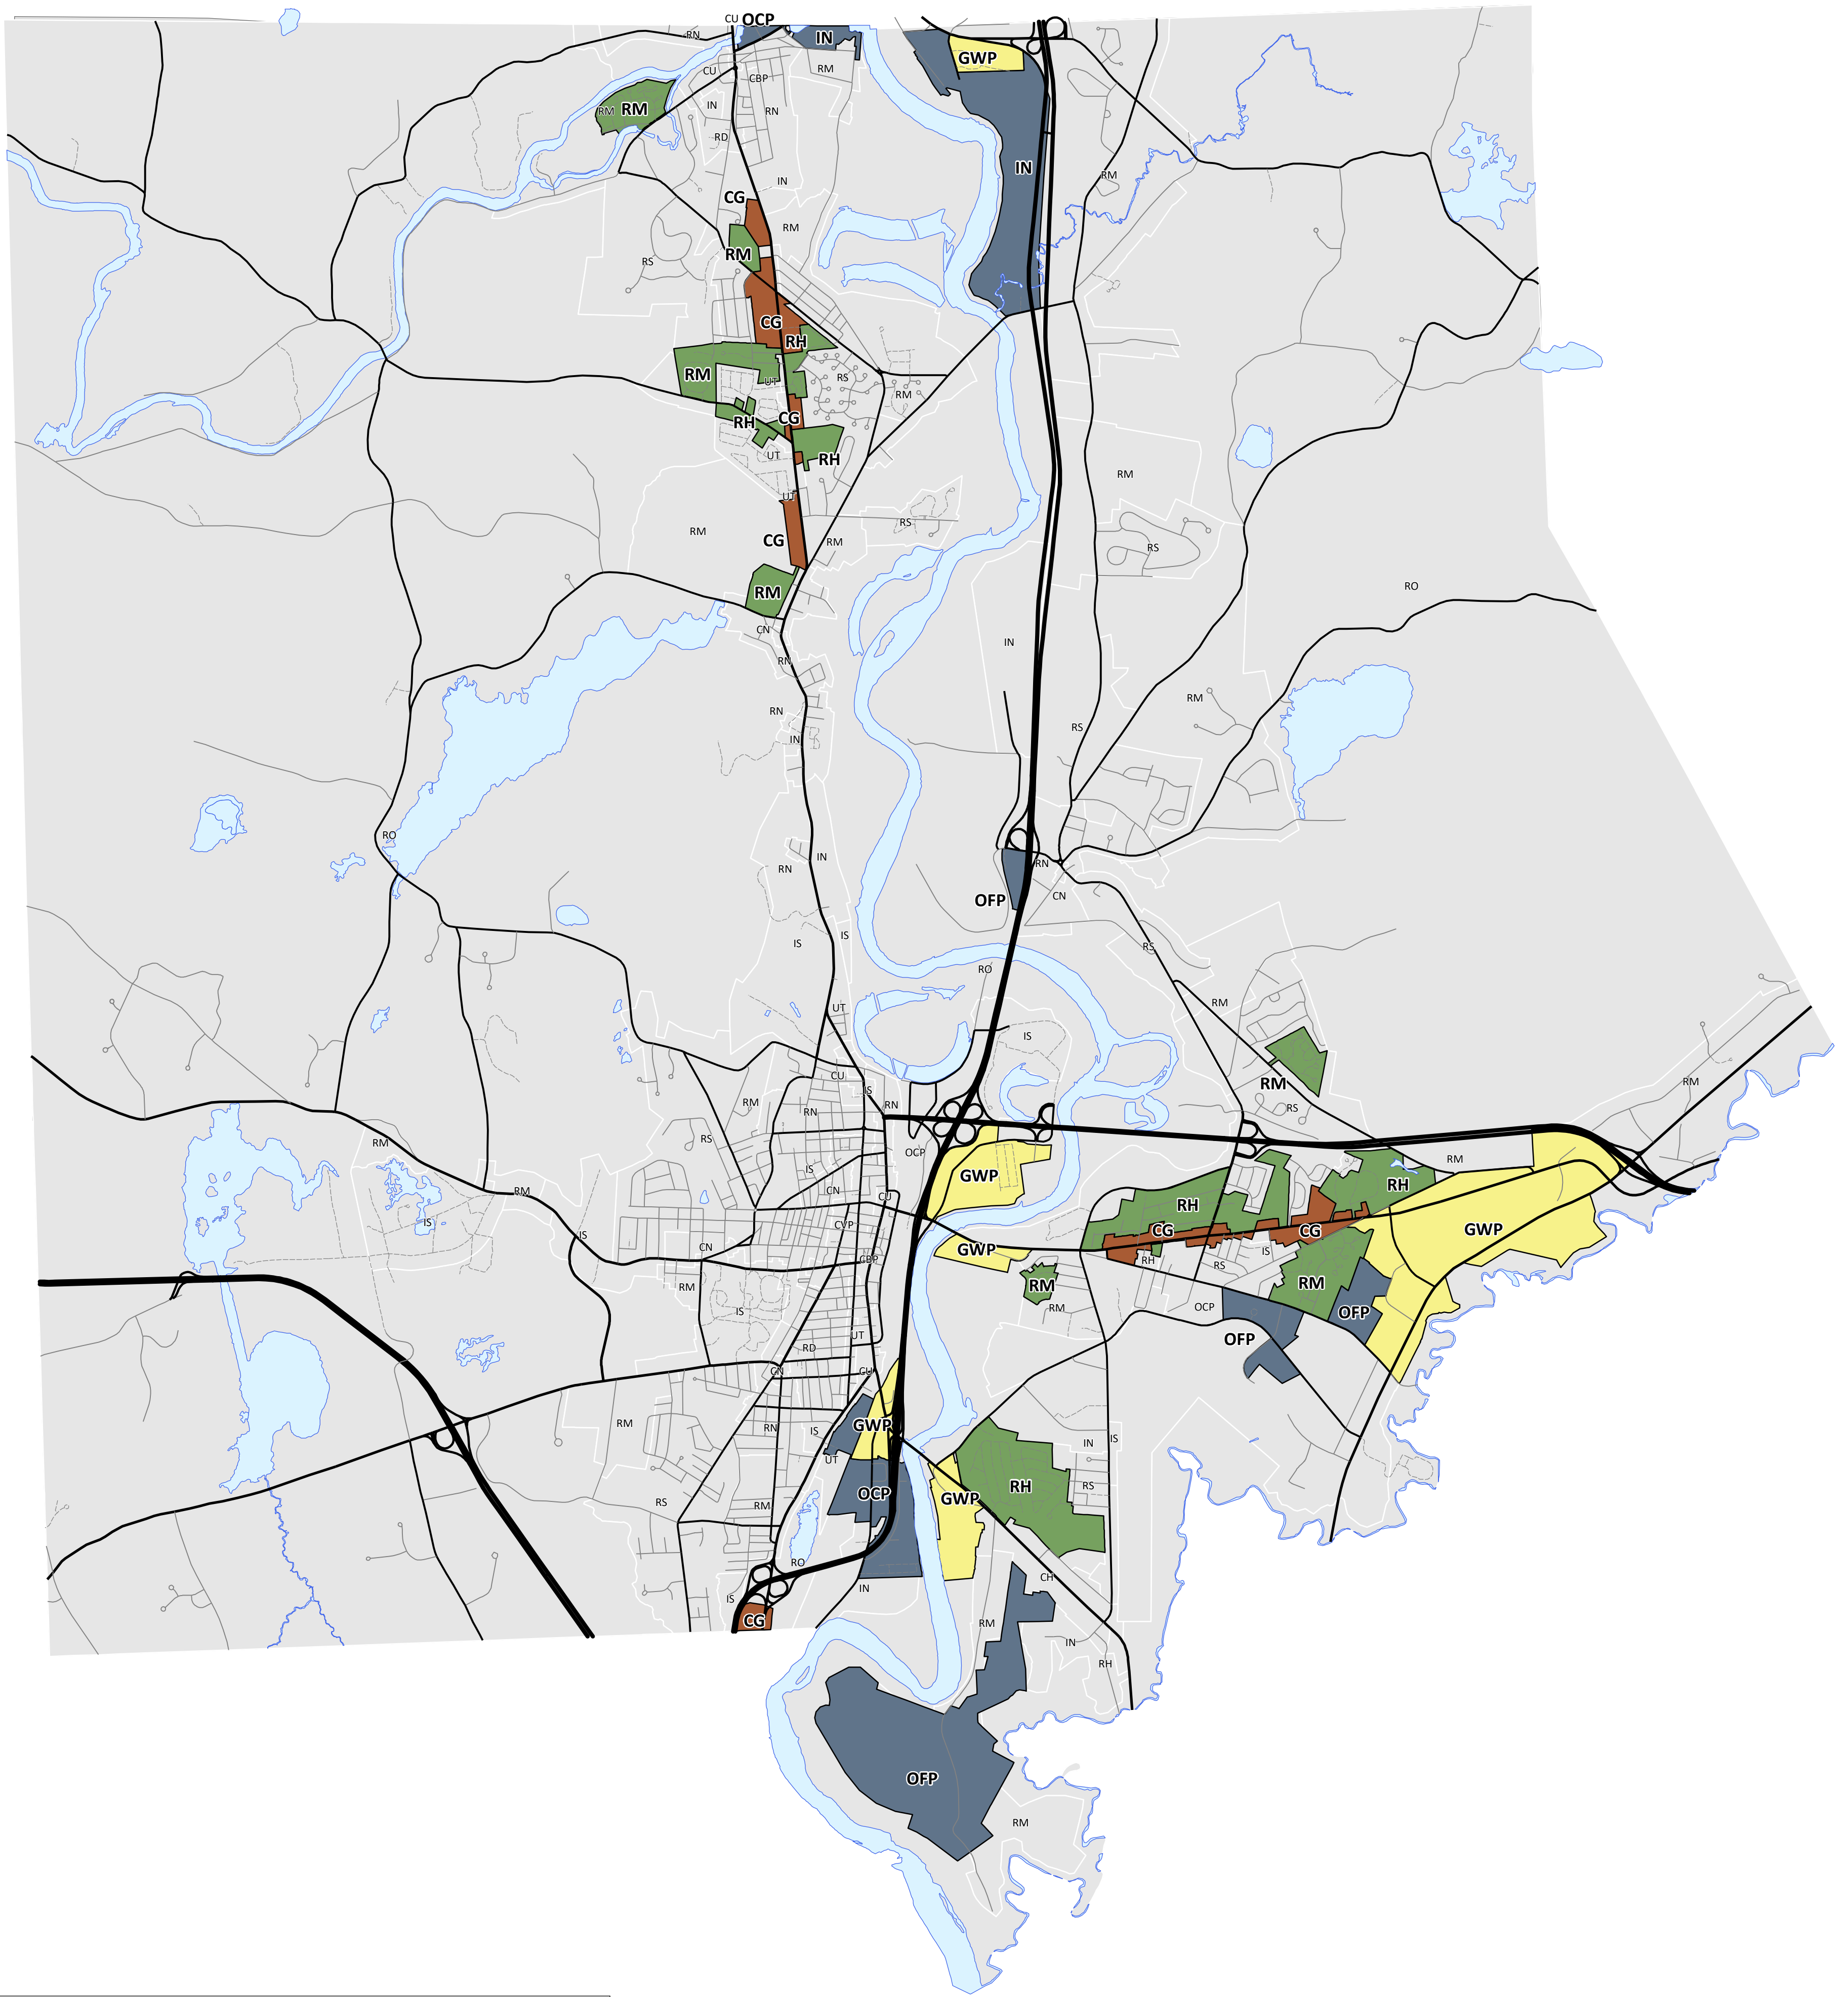 CU OCP
RN
IN
GWP
CU
CBP
RM
RM RM
IN
RN
RD
IN
RM
IN
CG
RM
RM
RS
CG
RH
RM
UT
RS
RM
CG
RH
UT
RH
UT
RM
RM
RS
RM
RS
CG
RM
RO
CN
IN
RN
RM
RN
RS
IN
RO
IN
RN
RN
OFP
CN
IS
IS
RS
RO
RM
UT
IS
CU
IS
RN
RM
RN
RM
RS
RM
RM
RS
OCP
IS
RM
GWP
RH
RH
RM
CN
CU
IS
CVP
CG
CG
GWP
IS
CN
GWP
IS
CBP
RH
RS
RM
RM
RM
IS
RM
OCP
OFP
UT
OFP
RD
CN
CU
RM
GWP
RN
IS
IN
IS
UT
RH
RS
OCP
GWP
RS
RM
RO
CH
IN
IS
CG
RM
IN
RH
OFP
RM